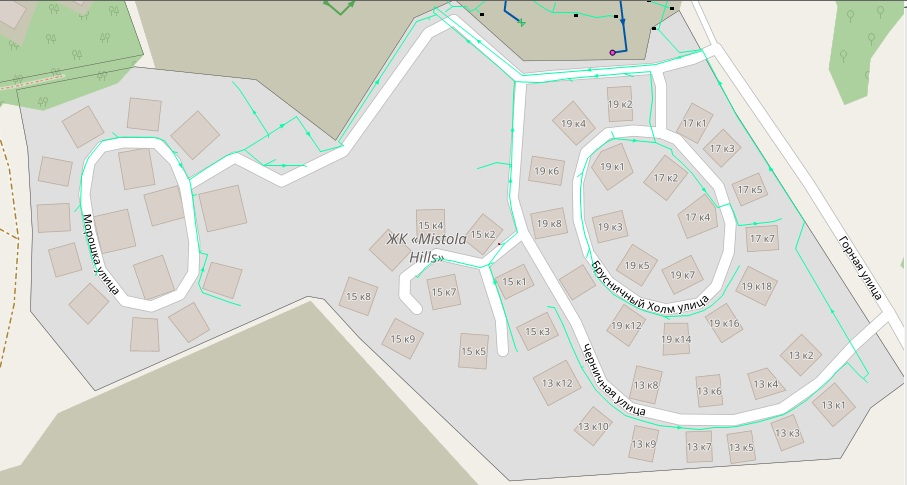 19 к2
19 к4
17 к1
17 к3
19 к6
19 к1
17 к2
17 к5
15 к4
15 к2
19 к8
19 к3
17 к4
17 к7
ЖК «Mistola
Hills»
Морошка улица
Горная улица
15 к8
15 к7
15 к1
19 к5
19 к7
19 к18
Брусничный Холм улица
15 к9
15 к5
15 к3
19 к12
19 к14
19 к16
Черничная улица
13 к12
13 к8
13 к6
13 к4
13 к2
13 к1
13 к10
13 к9
13 к7
13 к5
13 к3